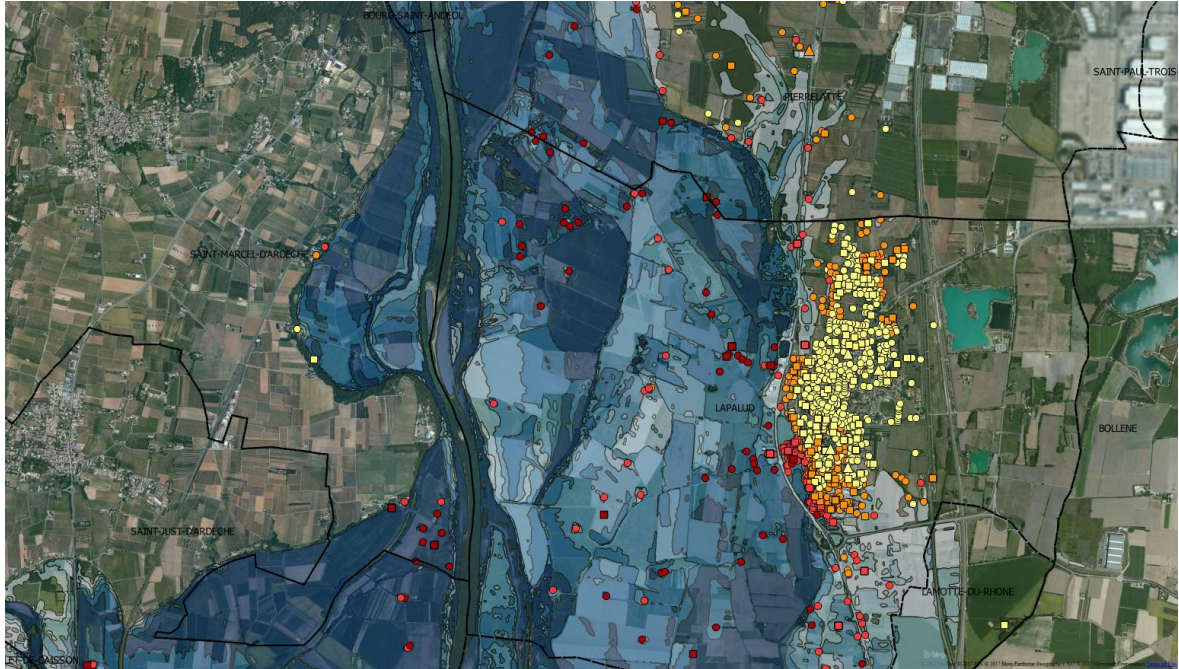 BOURG-SAINT-ANDEOL
SAINT-PAUL-TROIS
PIERRELATTE
SAINT-MARCEL-D'ARDECHE
LAPALUD
BOLLENE
SAINT-JUST-D'ARDECHE
LAMOTTE-DU-RHONE